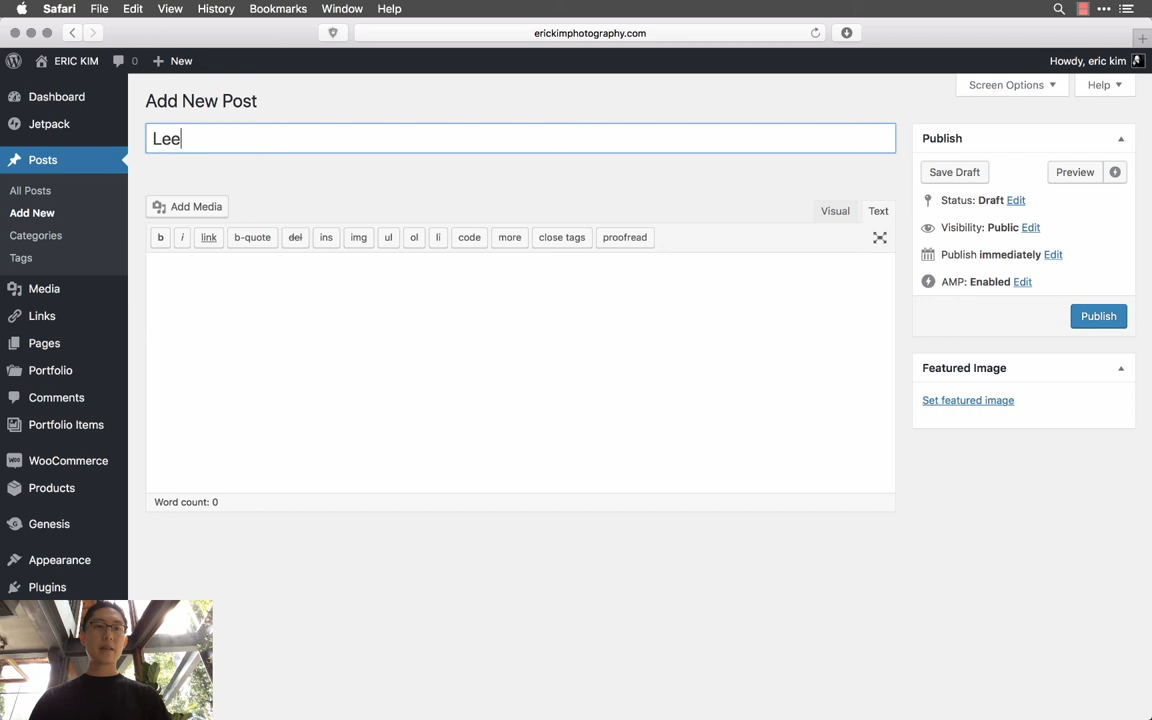 Safari File Edit View History Bookmarks Window Help
erickimphotography.com
ERIC KIM 0 New Howdy, eric kim
Screen Options Help
Dashboard
Jetpack
Posts
All Posts
Add New
Categories
Tags
Media
Links
Pages
Portfolio
Comments
Portfolio Items
WooCommerce
Products
Genesis
Appearance
Plugins
Add New Post
Lee
Add Media
Visual Text
b i link b-quote del ins img ul ol li code more close tags proofread
Word count: 0
Publish
Save Draft Preview
Status: Draft Edit
Visibility: Public Edit
Publish immediately Edit
AMP: Enabled Edit
Publish
Featured Image
Set featured image